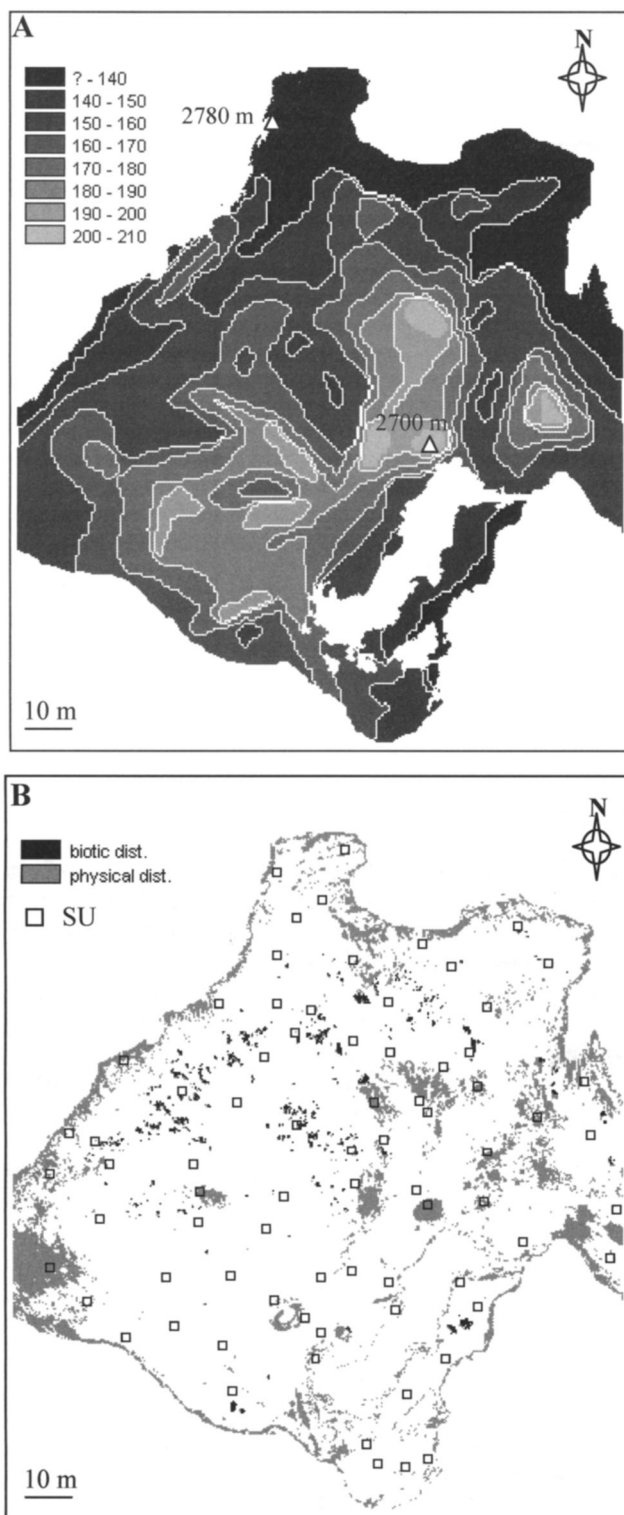 A
N
? - 140
140 - 150
150 - 160
160 - 170
170 - 180
180 - 190
190 - 200
200 - 210
2780 m
2700 m
10 m
B
N
biotic dist.
physical dist.
SU
10 m